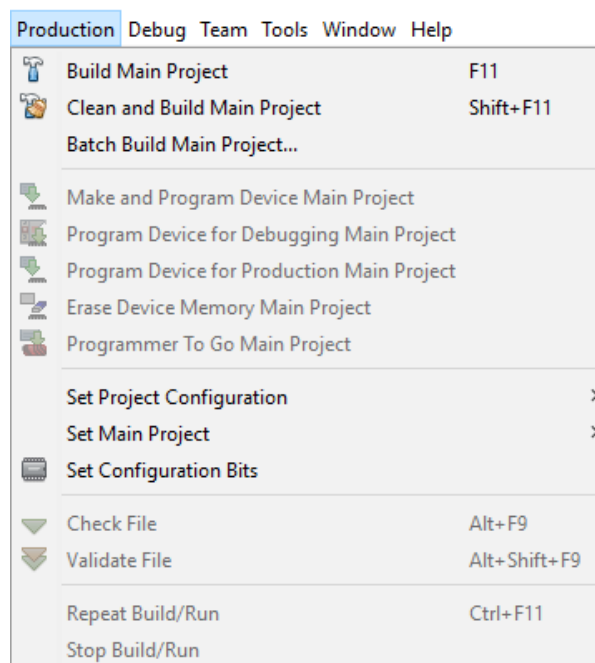 Production Debug Team Tools Window Help
Build Main Project F11
Clean and Build Main Project Shift+F11
Batch Build Main Project...
Make and Program Device Main Project
Program Device for Debugging Main Project
Program Device for Production Main Project
Erase Device Memory Main Project
Programmer To Go Main Project
Set Project Configuration
Set Main Project
Set Configuration Bits
Check File Alt+F9
Validate File Alt+Shift+F9
Repeat Build/Run Ctrl+F11
Stop Build/Run